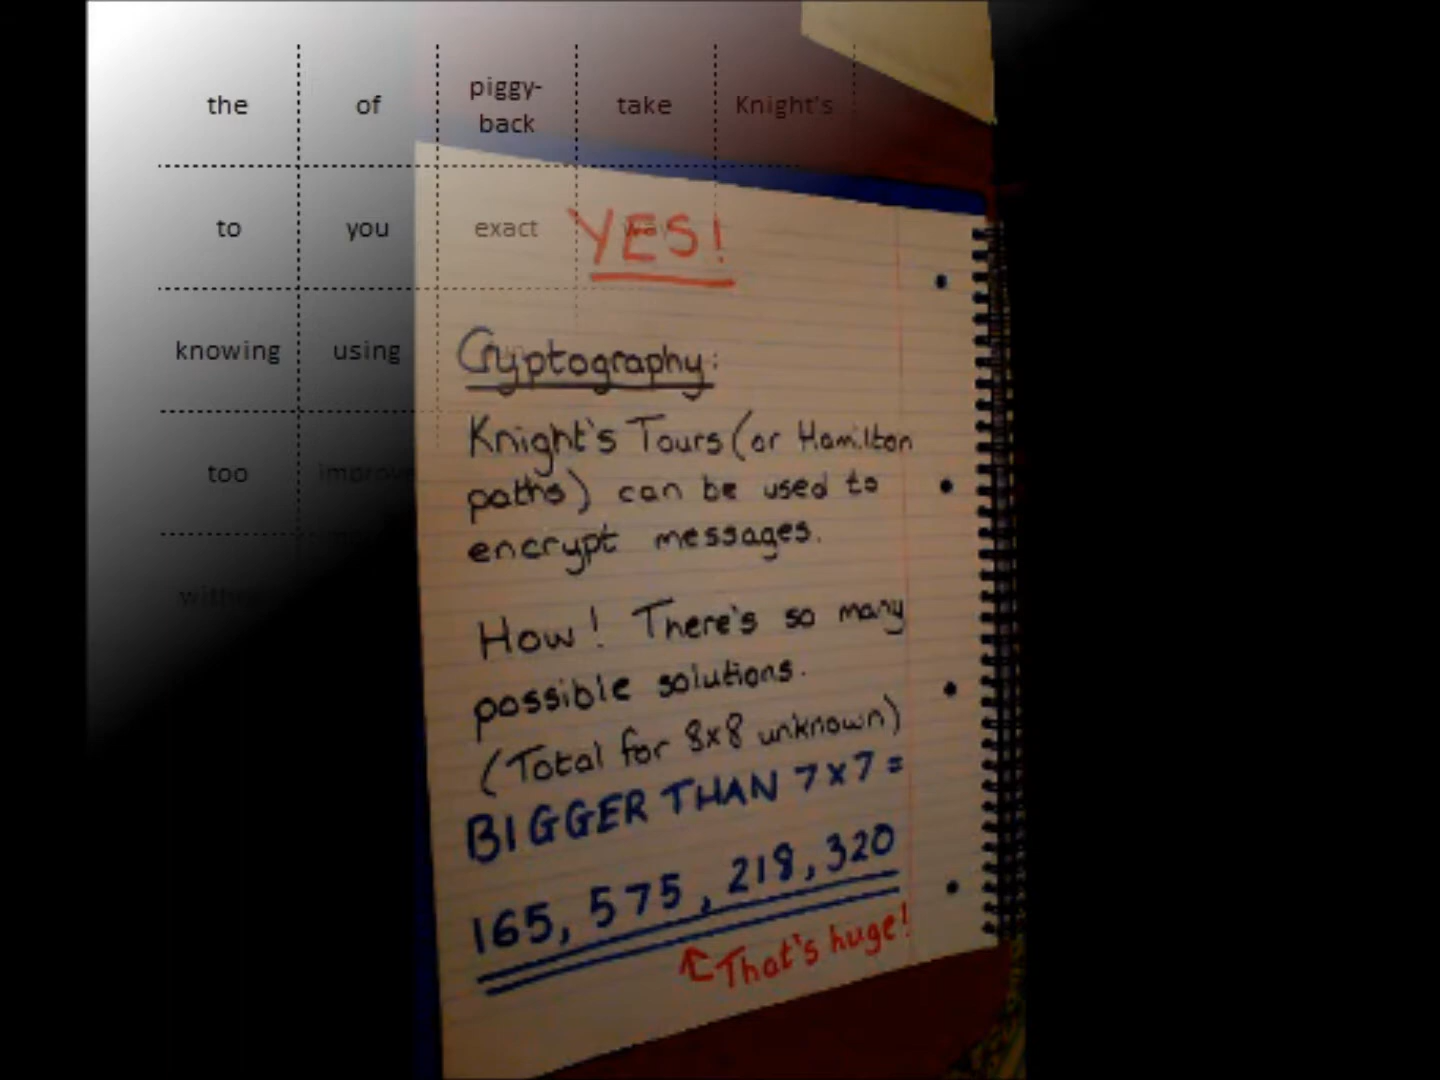 the of piggy-back take Knight's
to you exact
knowing using
too improve
YES!
Cryptography:
Knight's Tours (or Hamilton
paths) can be used to
encrypt messages.
How! There's so many
possible solutions.
(Total for 8x8 unknown)
BIGGER THAN 7x7=
165,575,218,320
That's huge!